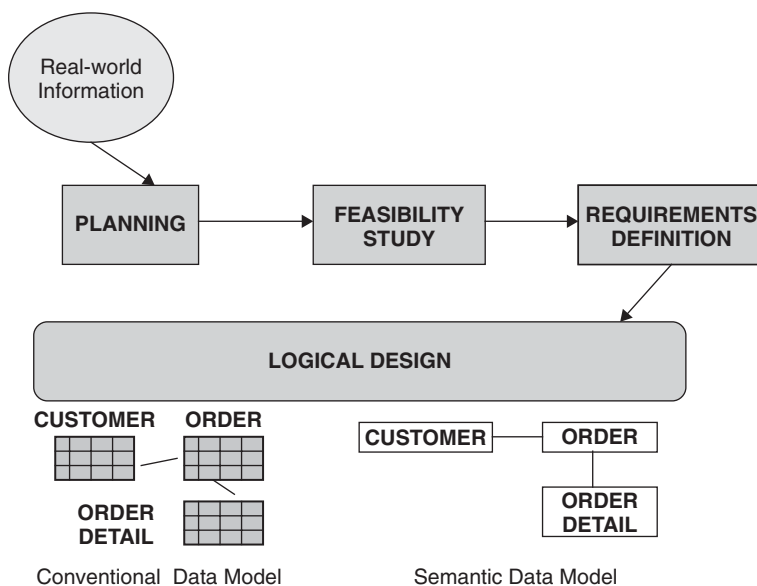 Real-world
Information
PLANNING
FEASIBILITY
STUDY
REQUIREMENTS
DEFINITION
LOGICAL DESIGN
CUSTOMER
ORDER
ORDER
DETAIL
Conventional Data Model
CUSTOMER
ORDER
ORDER
DETAIL
Semantic Data Model